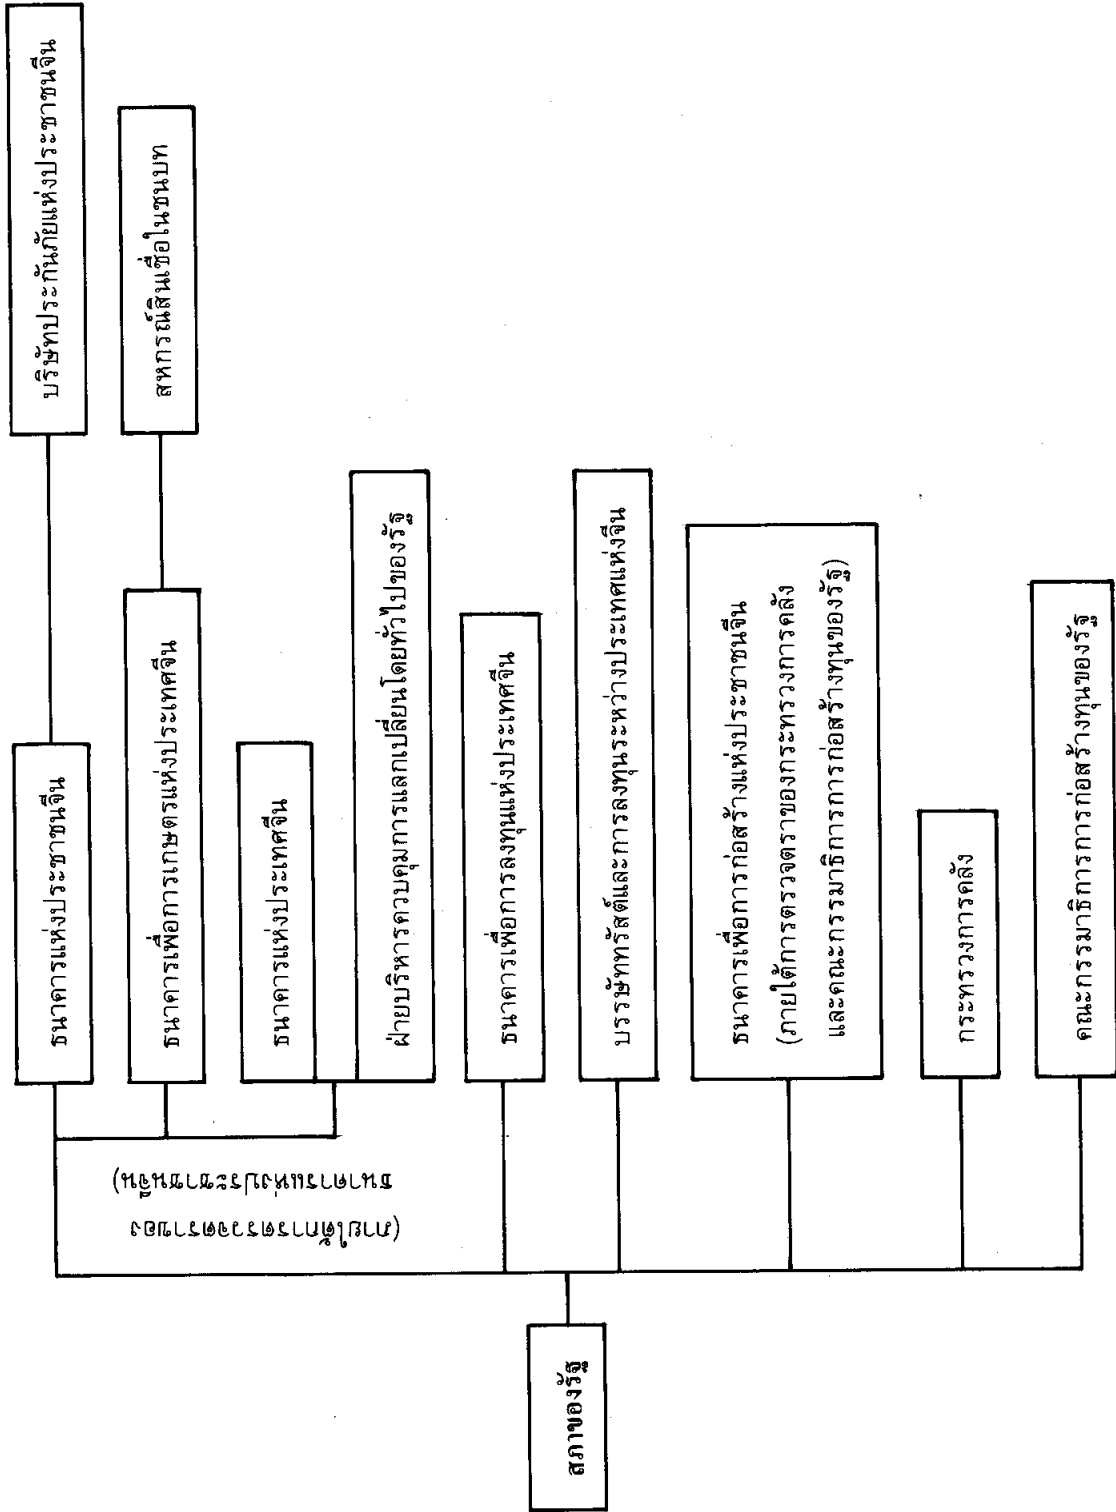 สภาของรัฐ
(ภายใต้การตรวจตราของ
ธนาคารแห่งประชาชนจีน)
ธนาคารแห่งประชาชนจีน
บริษัทประกันภัยแห่งประชาชนจีน
ธนาคารเพื่อการเกษตรแห่งประเทศจีน
สหกรณ์สินเชื่อในชนบท
ธนาคารแห่งประเทศจีน
ฝ่ายบริหารควบคุมการแลกเปลี่ยนโดยทั่วไปของรัฐ
ธนาคารเพื่อการลงทุนแห่งประเทศจีน
บรรษัททรัสต์และการลงทุนระหว่างประเทศแห่งจีน
ธนาคารเพื่อการก่อสร้างแห่งประชาชนจีน
(ภายใต้การตรวจตราของกระทรวงการคลัง
และคณะกรรมาธิการการก่อสร้างทุนของรัฐ)
กระทรวงการคลัง
คณะกรรมาธิการการก่อสร้างทุนของรัฐ